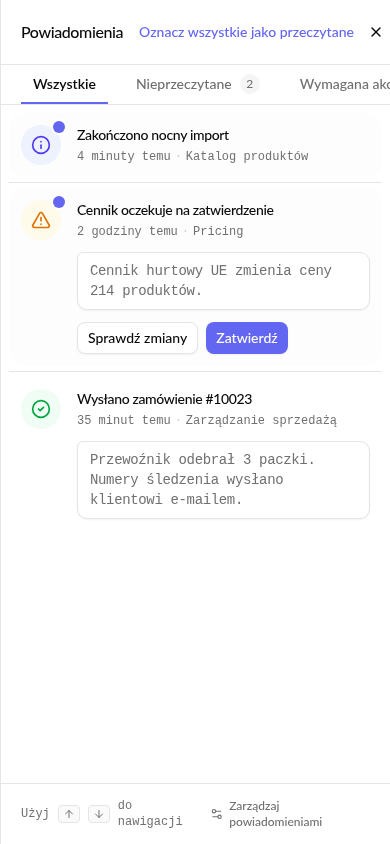 Powiadomienia Oznacz wszystkie jako przeczytane
Wszystkie Nieprzeczytane 2 Wymagana akc
Zakończono nocny import
4 minuty temu · Katalog produktów
Cennik oczekuje na zatwierdzenie
2 godziny temu · Pricing
Cennik hurtowy UE zmienia ceny
214 produktów.
Sprawdź zmiany Zatwierdź
Wysłano zamówienie #10023
35 minut temu · Zarządzanie sprzedażą
Przewoźnik odebrał 3 paczki.
Numery śledzenia wysłano
klientowi e-mailem.
Użyj ↑ ↓ do
nawigacji
Zarządzaj
powiadomieniami